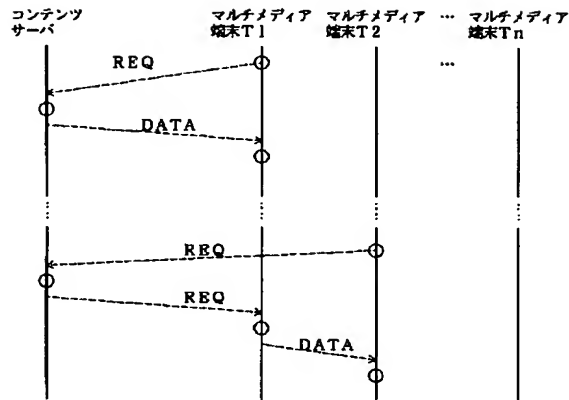 コンテンツ
サーバ
マルチメディア
端末T1
マルチメディア
端末T2
…
マルチメディア
端末Tn
…
REQ
DATA
REQ
REQ
DATA